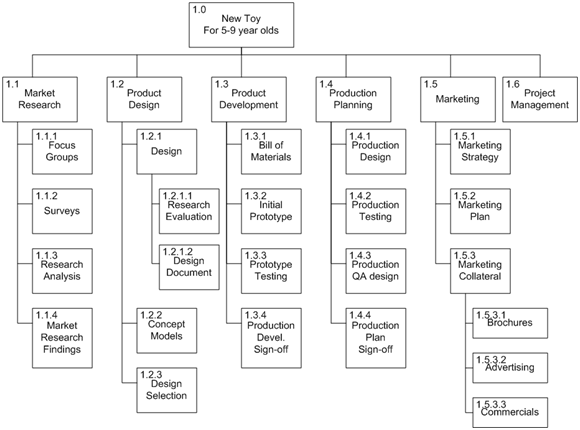 1.0
New Toy
For 5-9 year olds
1.1
Market
Research
1.2
Product
Design
1.3
Product
Development
1.4
Production
Planning
1.5
Marketing
1.6
Project
Management
1.1.1
Focus
Groups
1.1.2
Surveys
1.1.3
Research
Analysis
1.1.4
Market
Research
Findings
1.2.1
Design
1.2.1.1
Research
Evaluation
1.2.1.2
Design
Document
1.2.2
Concept
Models
1.2.3
Design
Selection
1.3.1
Bill of
Materials
1.3.2
Initial
Prototype
1.3.3
Prototype
Testing
1.3.4
Production
Devel.
Sign-off
1.4.1
Production
Design
1.4.2
Production
Testing
1.4.3
Production
QA design
1.4.4
Production
Plan
Sign-off
1.5.1
Marketing
Strategy
1.5.2
Marketing
Plan
1.5.3
Marketing
Collateral
1.5.3.1
Brochures
1.5.3.2
Advertising
1.5.3.3
Commercials